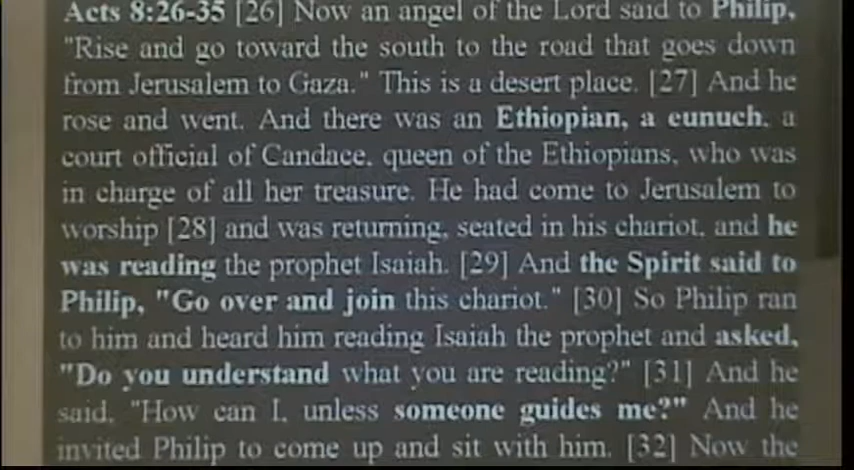 Acts 8:26-35 [26] Now an angel of the Lord said to Philip,
"Rise and go toward the south to the road that goes down
from Jerusalem to Gaza." This is a desert place. [27] And he
rose and went. And there was an Ethiopian, a eunuch, a
court official of Candace, queen of the Ethiopians, who was
in charge of all her treasure. He had come to Jerusalem to
worship [28] and was returning, seated in his chariot, and he
was reading the prophet Isaiah. [29] And the Spirit said to
Philip, "Go over and join this chariot." [30] So Philip ran
to him and heard him reading Isaiah the prophet and asked,
"Do you understand what you are reading?" [31] And he
said, "How can I, unless someone guides me?" And he
invited Philip to come up and sit with him. [32] Now the